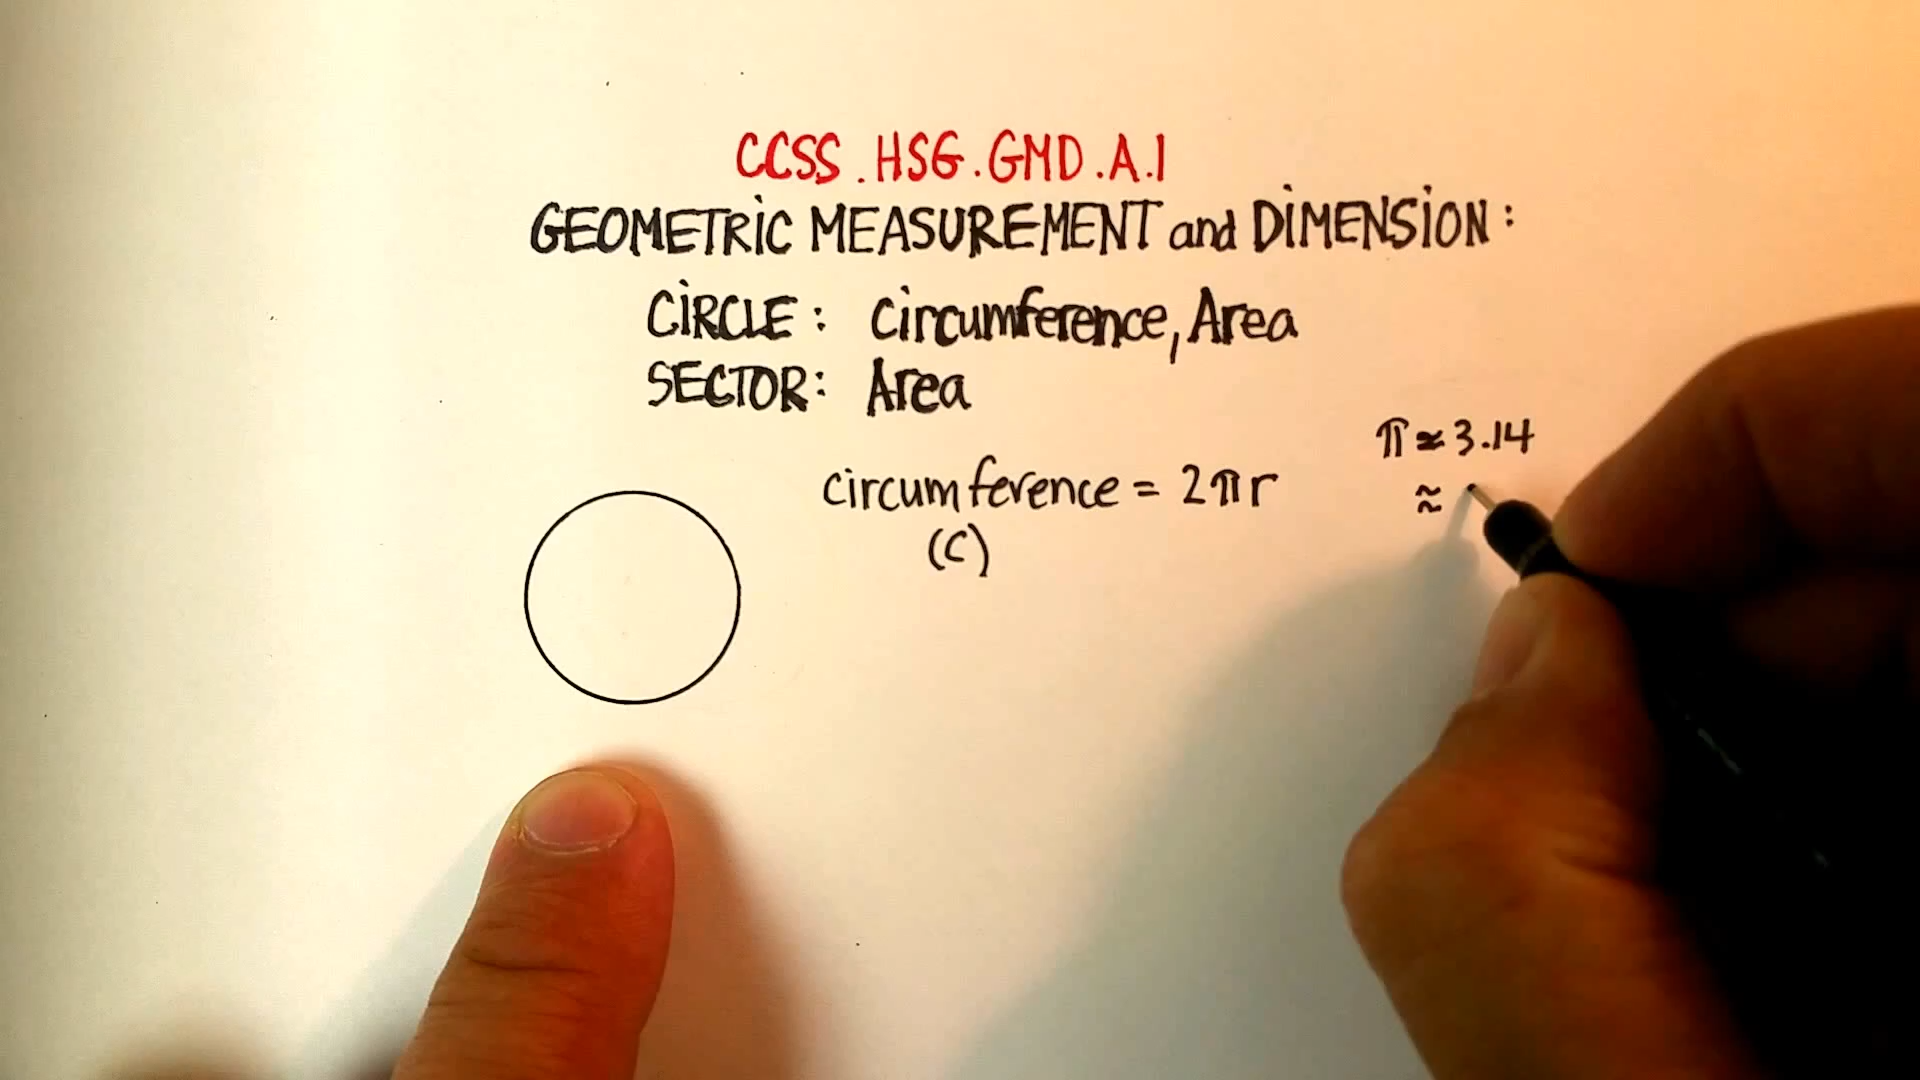 CCSS.HSG.GMD.A.1
GEOMETRIC MEASUREMENT and DIMENSION:
CIRCLE: Circumference, Area
SECTOR: Area
π ≈ 3.14
circumference = 2πr
≈
(C)